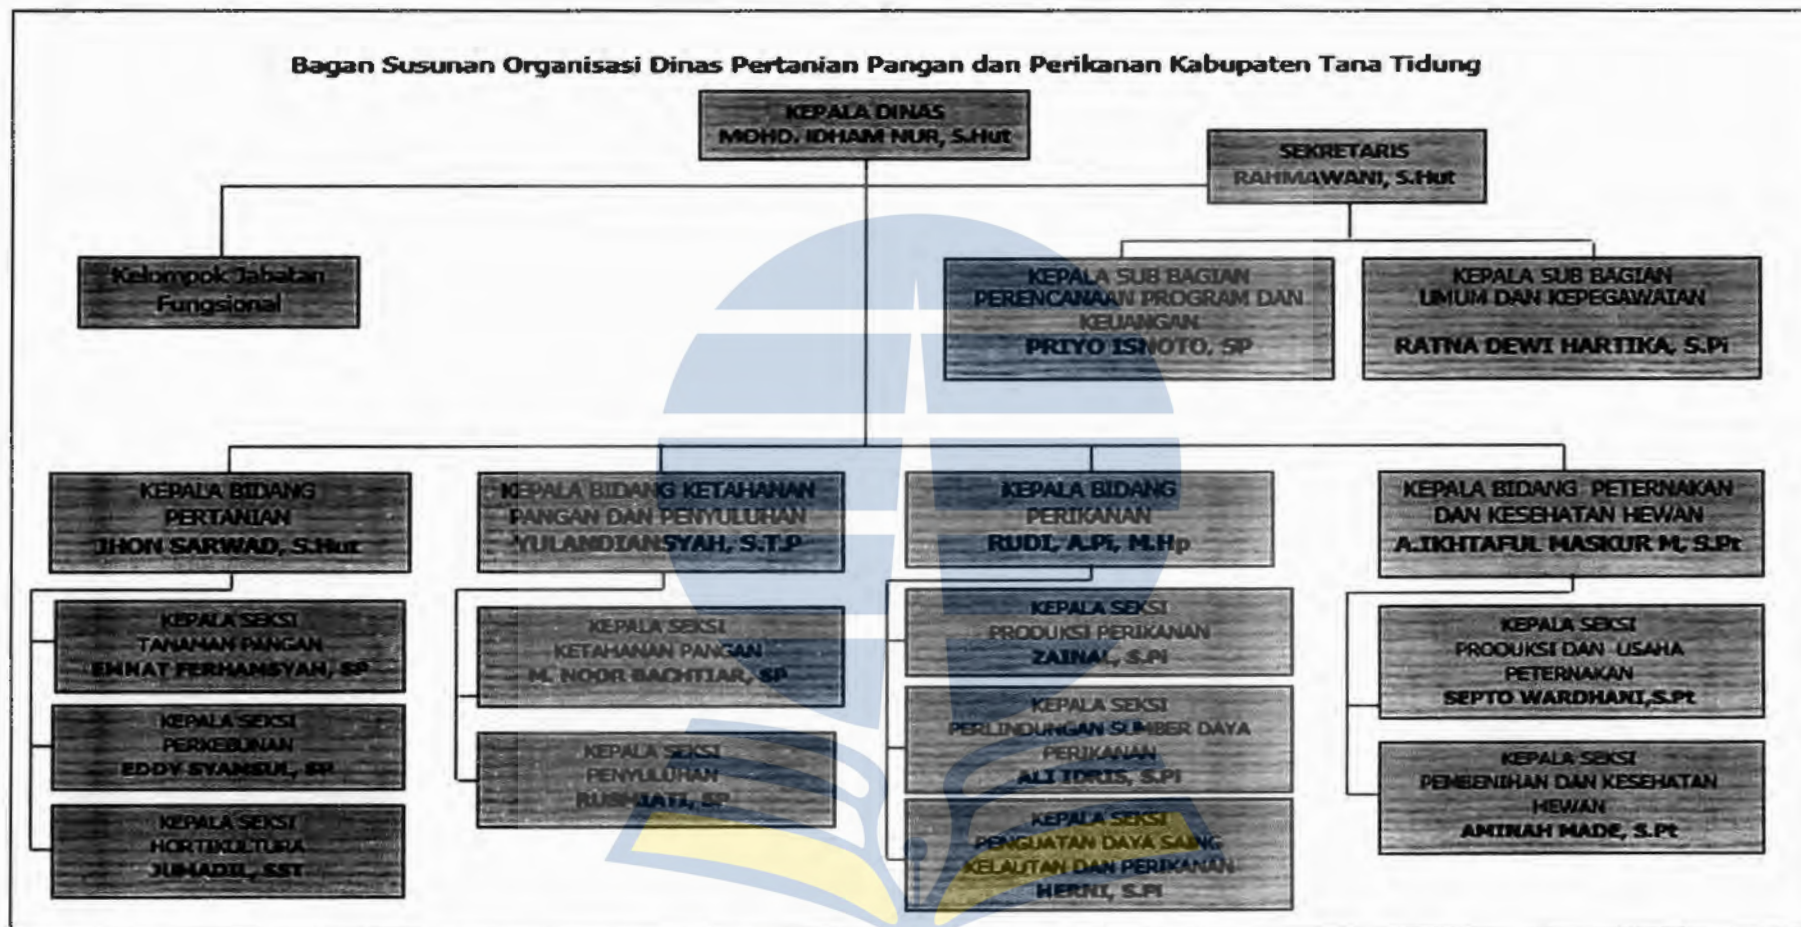 Bagan Susunan Organisasi Dinas Pertanian Pangan dan Perikanan Kabupaten Tana Tidung
KEPALA DINAS
MOHD. IDHAM NUR, S.Hut
SEKRETARIS
RAHMAWANI, S.Hut
Kelompok Jabatan
Fungsional
KEPALA SUB BAGIAN
PERENCANAAN PROGRAM DAN
KEUANGAN
PRIYO ISNOTO, SP
KEPALA SUB BAGIAN
UMUM DAN KEPEGAWAIAN
RATNA DEWI HARTIKA, S.Pi
KEPALA BIDANG
PERTANIAN
JHON SARWAD, S.Hut
KEPALA SEKSI
TANAMAN PANGAN
FERHAMSYAH, SP
KEPALA SEKSI
PERKEBUNAN
EDDY SYAMSUL, SP
KEPALA SEKSI
HORTIKULTURA
JUHADIL, SST
KEPALA BIDANG KETAHANAN
PANGAN DAN PENYULUHAN
YULANDIANSYAH, S.T.P
KEPALA SEKSI
KETAHANAN PANGAN
M. NOOR BACHTIAR, SP
KEPALA SEKSI
PENYULUHAN
RUSMIATI, SP
KEPALA BIDANG
PERIKANAN
RUDI, A.Pi, M.Hp
KEPALA SEKSI
PRODUKSI PERIKANAN
ZAINAL, S.Pi
KEPALA SEKSI
PERLINDUNGAN SUMBER DAYA
PERIKANAN
ALI IDRIS, S.Pi
KEPALA SEKSI
PENGUATAN DAYA SAING
KELAUTAN DAN PERIKANAN
HERNI, S.Pi
KEPALA BIDANG PETERNAKAN
DAN KESEHATAN HEWAN
A.IKHTAFUL MASKUR M, S.Pt
KEPALA SEKSI
PRODUKSI DAN USAHA
PETERNAKAN
SEPTO WARDHANI,S.Pt
KEPALA SEKSI
PEMBENIHAN DAN KESEHATAN
HEWAN
AMINAH MADE, S.Pt